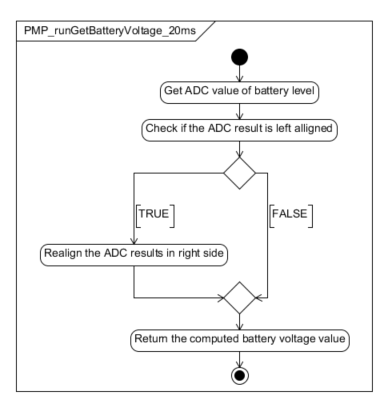 PMP_runGetBatteryVoltage_20ms
Get ADC value of battery level
Check if the ADC result is left alligned
[TRUE]
[FALSE]
Realign the ADC results in right side
Return the computed battery voltage value